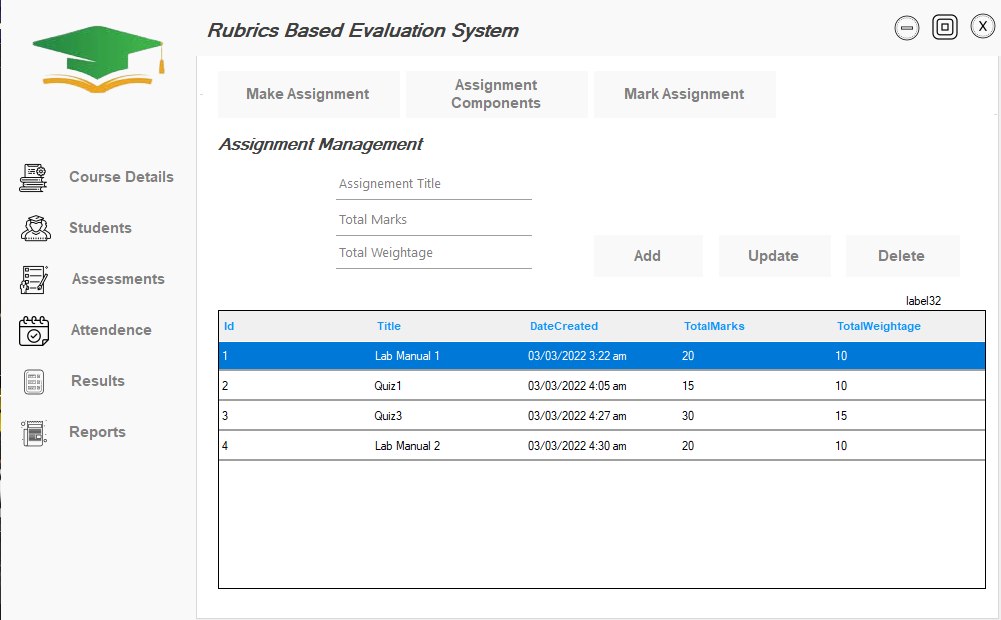 Rubrics Based Evaluation System
X
Make Assignment
Assignment
Components
Mark Assignment
Assignment Management
Course Details
Students
Assessments
Attendence
Results
Reports
Assignement Title
Total Marks
Total Weightage
Add Update Delete
label32
Id Title DateCreated TotalMarks TotalWeightage
1 Lab Manual 1 03/03/2022 3:22 am 20 10
2 Quiz1 03/03/2022 4:05 am 15 10
3 Quiz3 03/03/2022 4:27 am 30 15
4 Lab Manual 2 03/03/2022 4:30 am 20 10